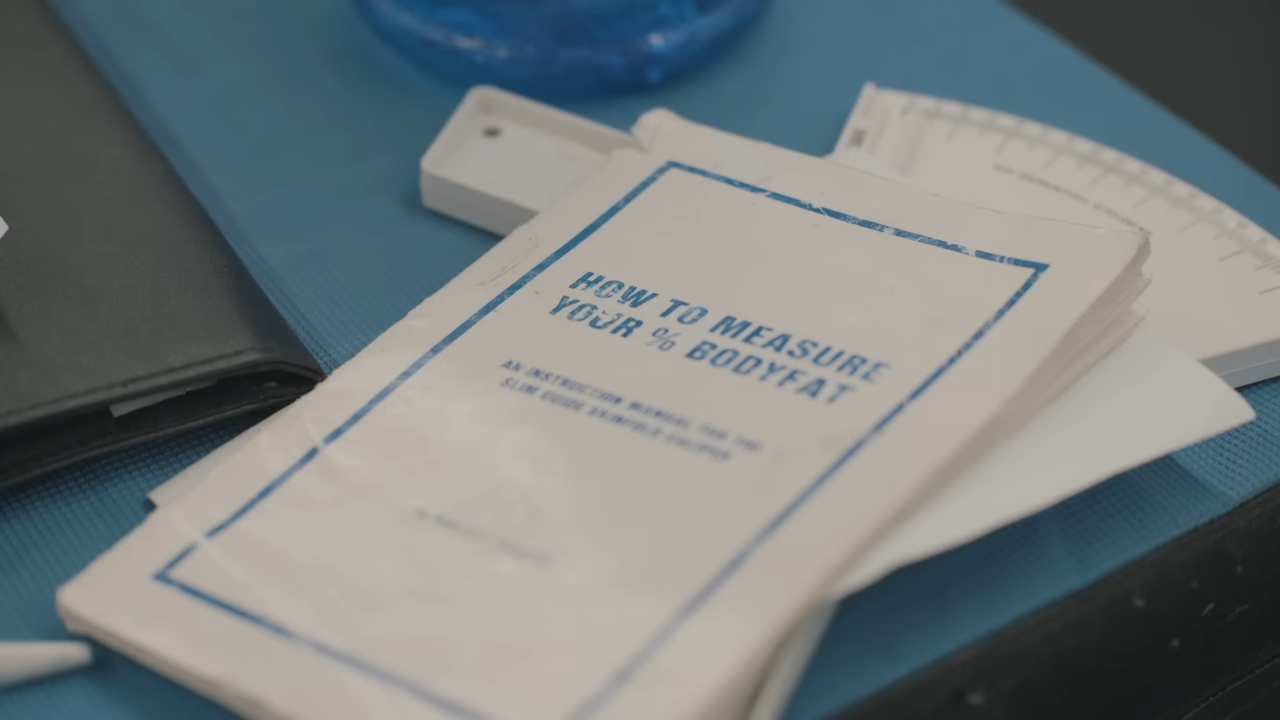 HOW TO MEASURE
YOUR % BODYFAT
AN INSTRUCTION MANUAL FOR THE
SLIM GUIDE SKINFOLD CALIPER